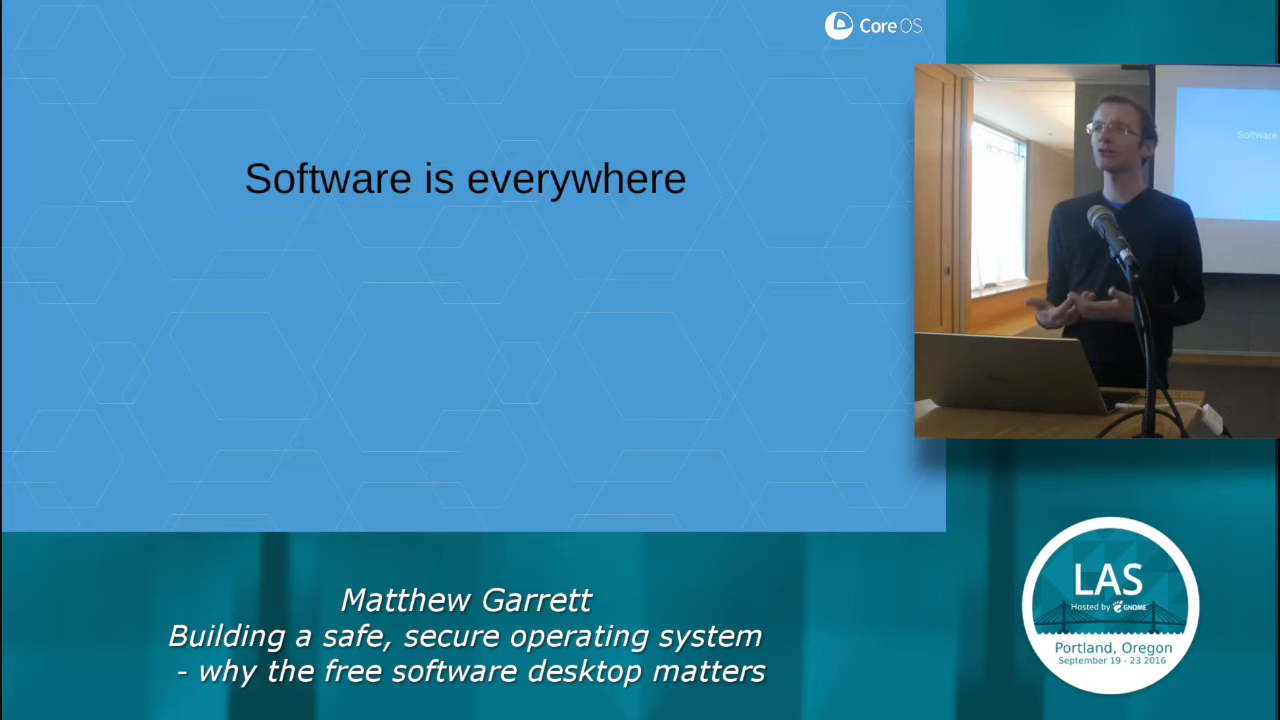 CoreOS
Software is everywhere
Software
Matthew Garrett
Building a safe, secure operating system
- why the free software desktop matters
LAS
Hosted by GNOME
Portland, Oregon
September 19 - 23 2016